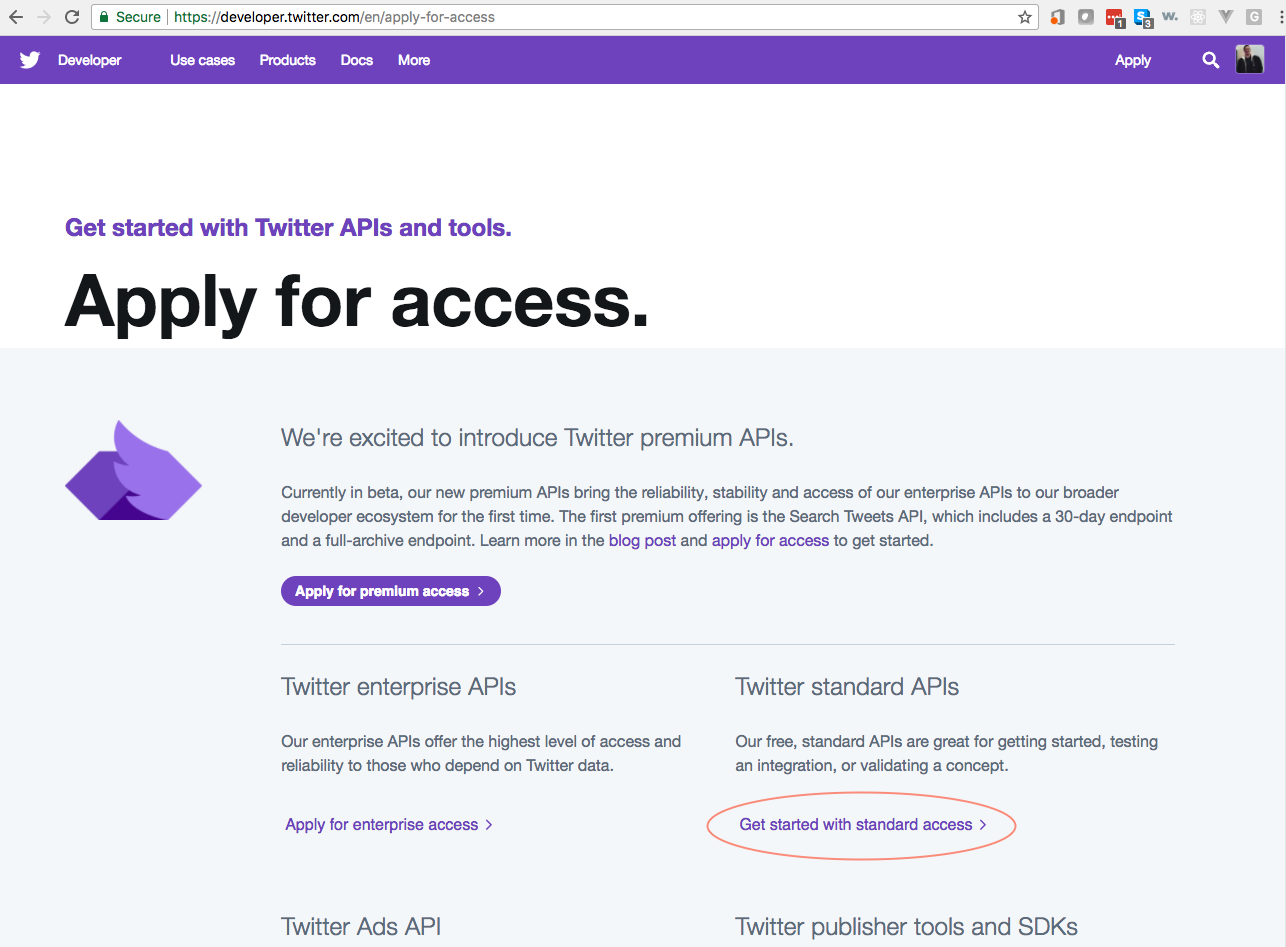 Secure https://developer.twitter.com/en/apply-for-access
1 S 3 w. G
Developer Use cases Products Docs More Apply
Get started with Twitter APIs and tools.
Apply for access.
We're excited to introduce Twitter premium APIs.
Currently in beta, our new premium APIs bring the reliability, stability and access of our enterprise APIs to our broader
developer ecosystem for the first time. The first premium offering is the Search Tweets API, which includes a 30-day endpoint
and a full-archive endpoint. Learn more in the blog post and apply for access to get started.
Apply for premium access
Twitter enterprise APIs
Our enterprise APIs offer the highest level of access and
reliability to those who depend on Twitter data.
Apply for enterprise access
Twitter standard APIs
Our free, standard APIs are great for getting started, testing
an integration, or validating a concept.
Get started with standard access
Twitter Ads API
Twitter publisher tools and SDKs